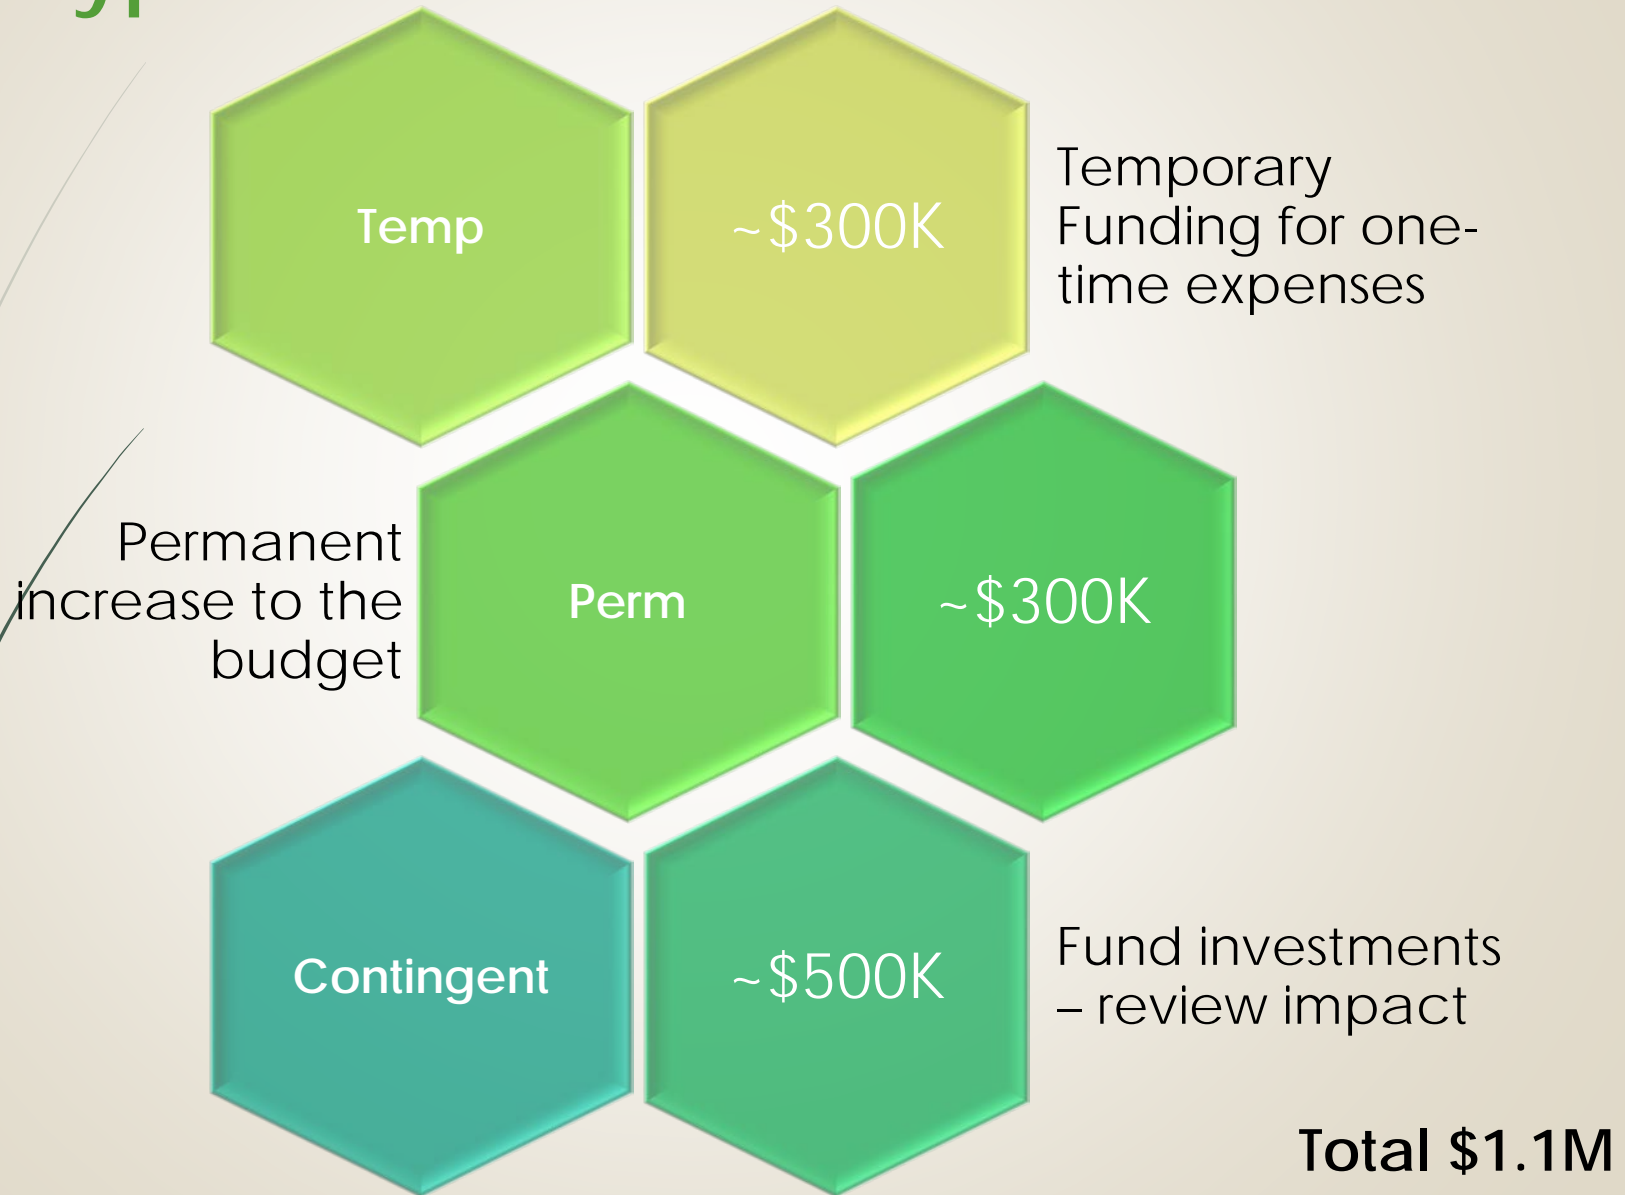 Temp
~$300K
Temporary
Funding for one-
time expenses
Permanent
increase to the
budget
Perm
~$300K
Contingent
~$500K
Fund investments
– review impact
Total $1.1M